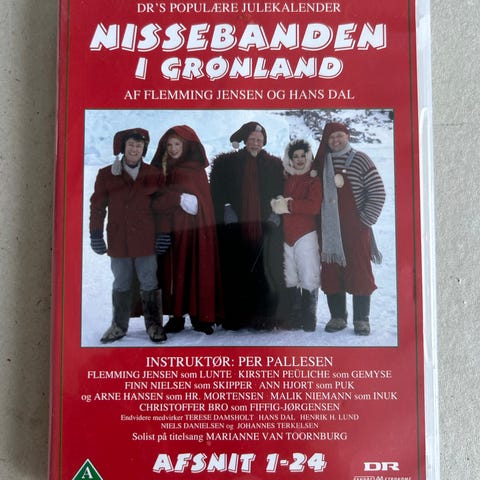 DR'S POPULÆRE JULEKALENDER
NISSEBANDEN
I GRØNLAND
AF FLEMMING JENSEN OG HANS DAL
INSTRUKTØR: PER PALLESEN
FLEMMING JENSEN som LUNTE KIRSTEN PEÜLICHE som GEMYSE
FINN NIELSEN som SKIPPER ANN HJORT som PUK
og ARNE HANSEN som HR. MORTENSEN MALIK NIEMANN som INUK
CHRISTOFFER BRO som FIFFIG-JØRGENSEN
Endvidere medvirker TERESE DAMSHOLT HANS DAL HENRIK H. LUND
NIELS DANIELSEN og JOHANNES TERKELSEN
Solist på titelsang MARIANNE VAN TOORNBURG
A
AFSNIT 1-24
DR